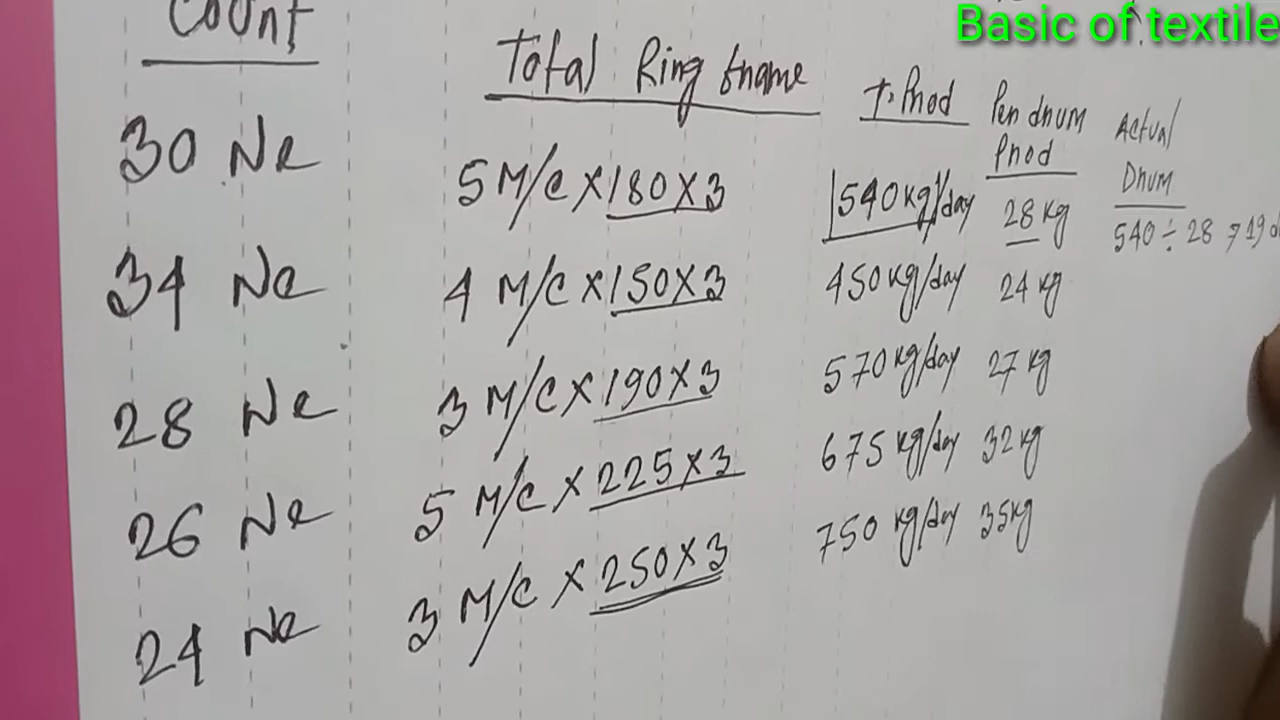 Basic of textile
Count Total Ring frame T. Prod Per drum Prod Actual Drum
30 Ne 5 M/C × 180 × 3 540 kg/day 28 kg 540 ÷ 28 = 19
34 Ne 4 M/C × 150 × 3 450 kg/day 24 kg
28 Ne 3 M/C × 190 × 3 570 kg/day 27 kg
26 Ne 5 M/C × 225 × 3 675 kg/day 32 kg
24 Ne 3 M/C × 250 × 3 750 kg/day 35 kg